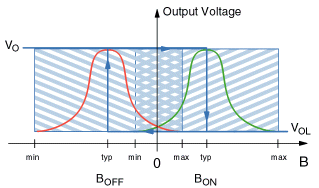 Output Voltage
VO
VOL
min typ min 0 max typ max B
BOFF BON